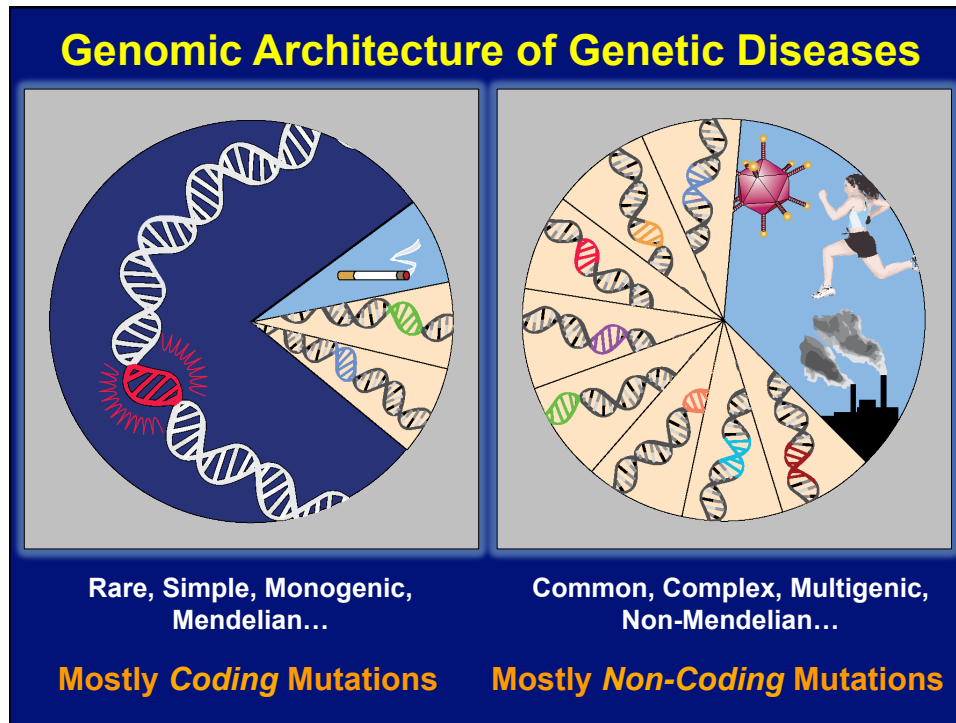 Genomic Architecture of Genetic Diseases
Rare, Simple, Monogenic,
Mendelian…
Mostly Coding Mutations
Common, Complex, Multigenic,
Non-Mendelian…
Mostly Non-Coding Mutations